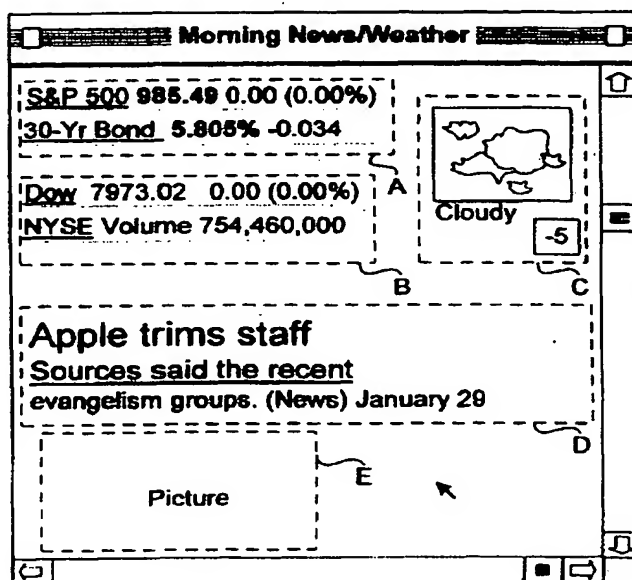 Morning News/Weather
S&P 500 985.49 0.00 (0.00%)
30-Yr Bond 5.805% -0.034
A
Dow 7973.02 0.00 (0.00%)
NYSE Volume 754,460,000
B
Cloudy
-5
C
Apple trims staff
Sources said the recent
evangelism groups. (News) January 29
D
Picture
E